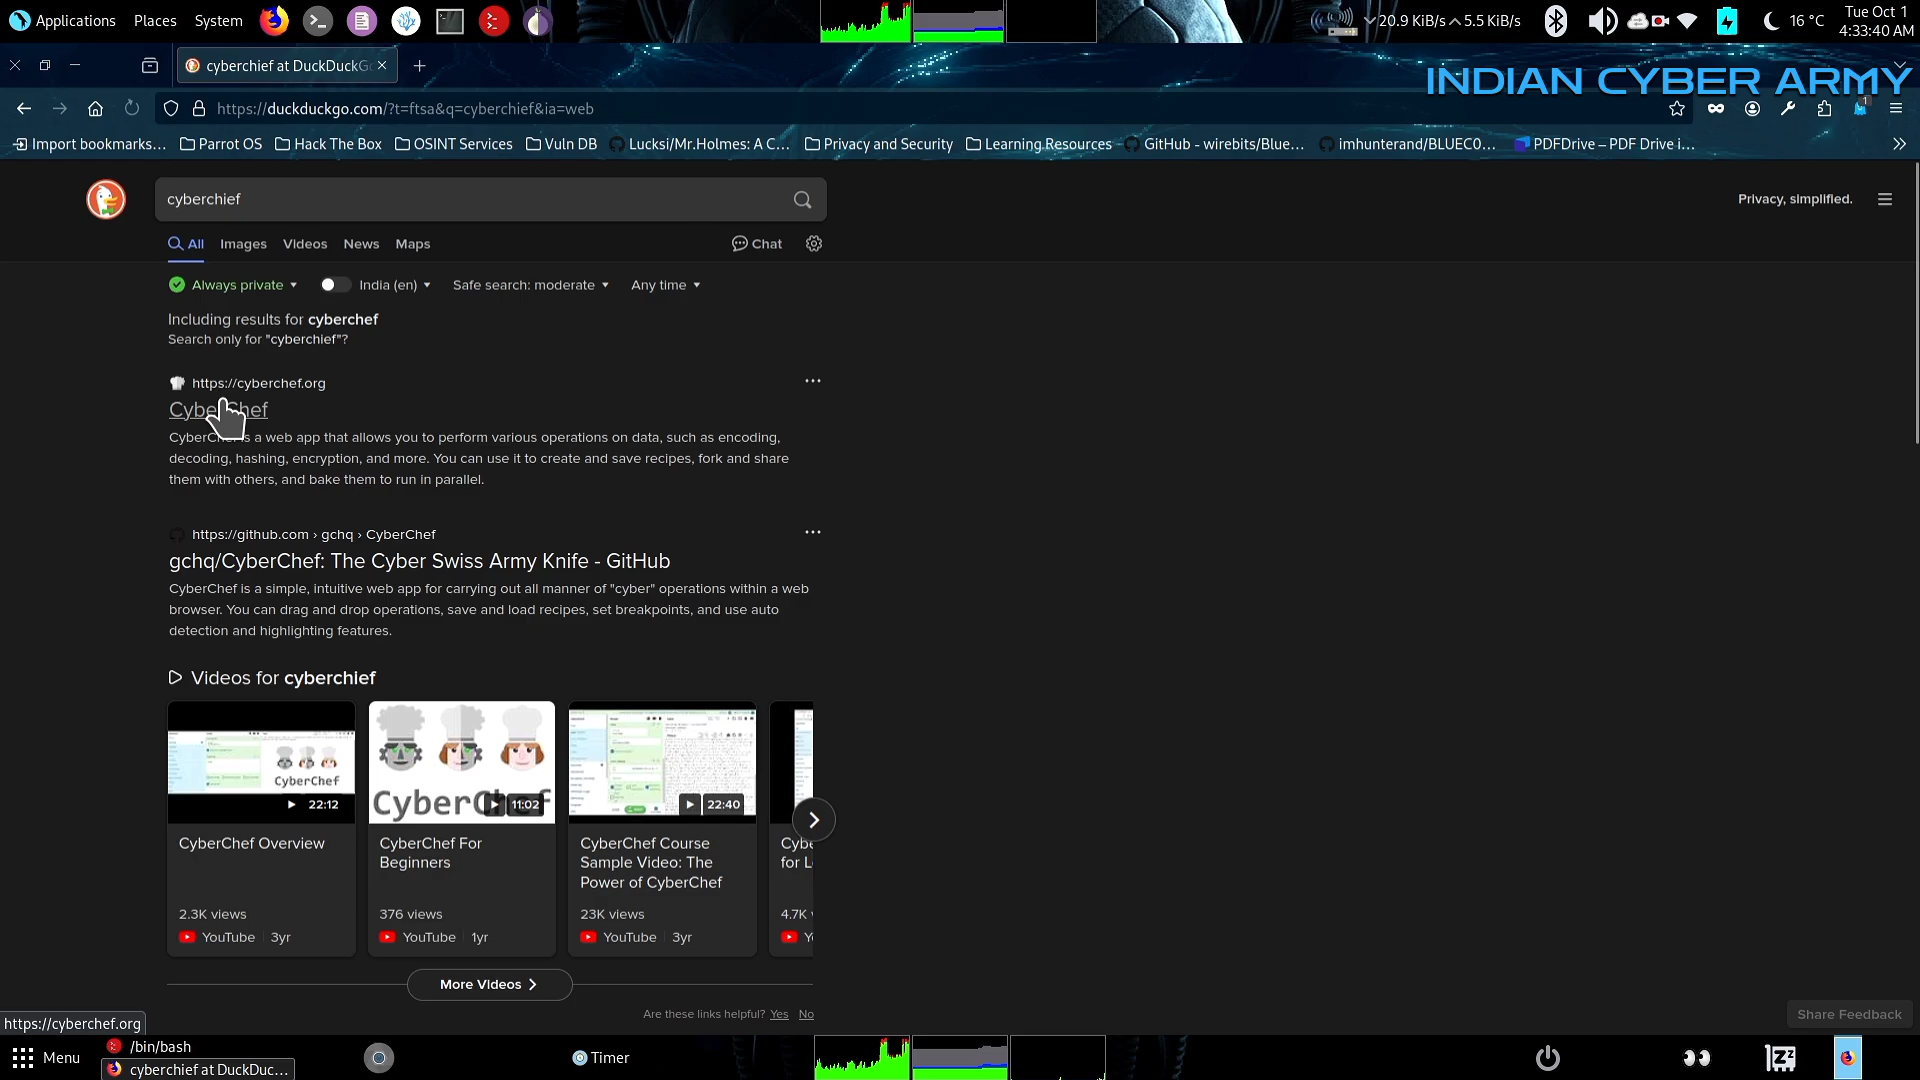 Applications Places System
20.9 KiB/s 5.5 KiB/s
16 °C
Tue Oct 1
4:33:40 AM
cyberchief at DuckDuckGo
INDIAN CYBER ARMY
https://duckduckgo.com/?t=ftsa&q=cyberchief&ia=web
1
Import bookmarks... Parrot OS Hack The Box OSINT Services Vuln DB Lucksi/Mr.Holmes: A C... Privacy and Security Learning Resources GitHub - wirebits/Blue... imhunterand/BLUEC0... PDFDrive – PDF Drive i...
cyberchief
Privacy, simplified.
All Images Videos News Maps Chat
Always private India (en) Safe search: moderate Any time
Including results for cyberchef
Search only for "cyberchief"?
https://cyberchef.org
CyberChef
CyberChef is a web app that allows you to perform various operations on data, such as encoding,
decoding, hashing, encryption, and more. You can use it to create and save recipes, fork and share
them with others, and bake them to run in parallel.
https://github.com › gchq › CyberChef
gchq/CyberChef: The Cyber Swiss Army Knife - GitHub
CyberChef is a simple, intuitive web app for carrying out all manner of "cyber" operations within a web
browser. You can drag and drop operations, save and load recipes, set breakpoints, and use auto
detection and highlighting features.
Videos for cyberchief
CyberChef
22:12
CyberChef
11:02
22:40
CyberChef Overview
CyberChef For
Beginners
CyberChef Course
Sample Video: The
Power of CyberChef
Cybe
for L
2.3K views
376 views
23K views
4.7K v
YouTube 3yr
YouTube 1yr
YouTube 3yr
Y
More Videos
Are these links helpful? Yes No
Share Feedback
https://cyberchef.org
Menu
/bin/bash
cyberchief at DuckDuc...
Timer